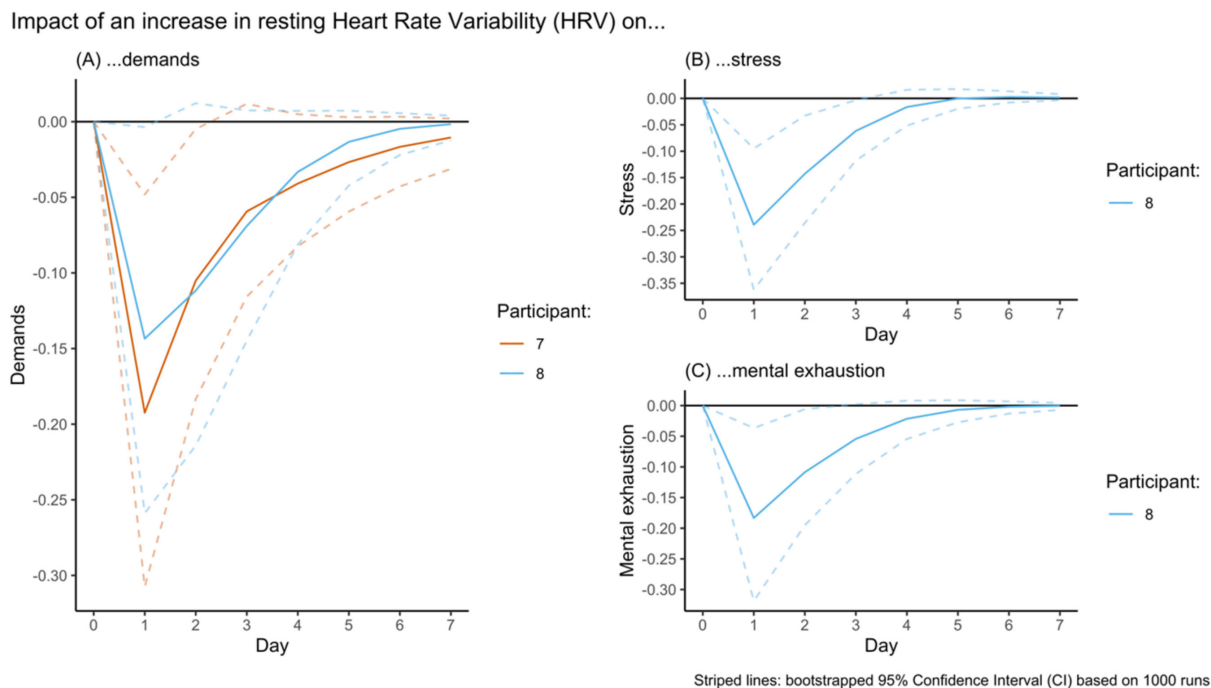 Impact of an increase in resting Heart Rate Variability (HRV) on...
(A) ...demands
0.00
-0.05
-0.10
-0.15
-0.20
-0.25
-0.30
Demands
0 1 2 3 4 5 6 7
Day
Participant:
7
8
(B) ...stress
0.00
-0.05
-0.10
-0.15
-0.20
-0.25
-0.30
-0.35
Stress
0 1 2 3 4 5 6 7
Day
Participant:
8
(C) ...mental exhaustion
0.00
-0.05
-0.10
-0.15
-0.20
-0.25
-0.30
Mental exhaustion
0 1 2 3 4 5 6 7
Day
Participant:
8
Striped lines: bootstrapped 95% Confidence Interval (CI) based on 1000 runs